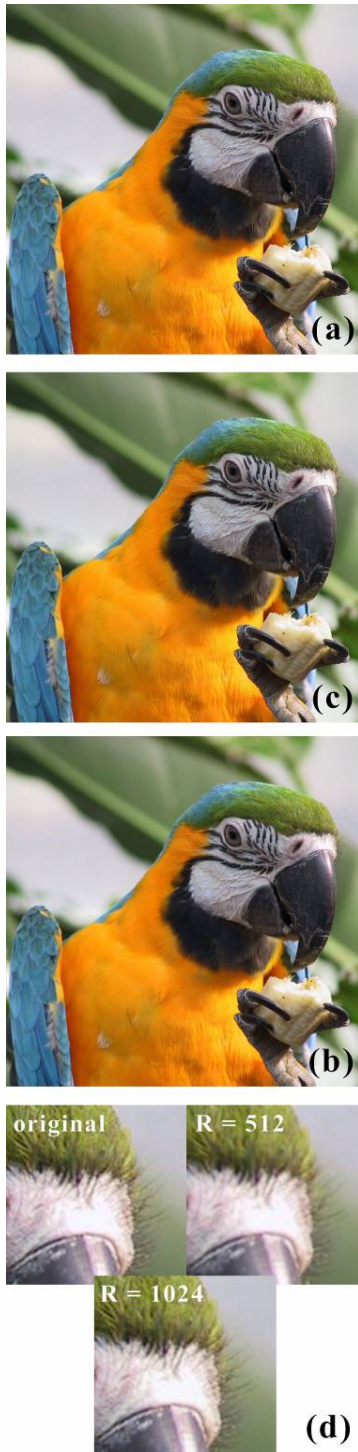 (a)
(c)
(b)
original
R = 512
R = 1024
(d)